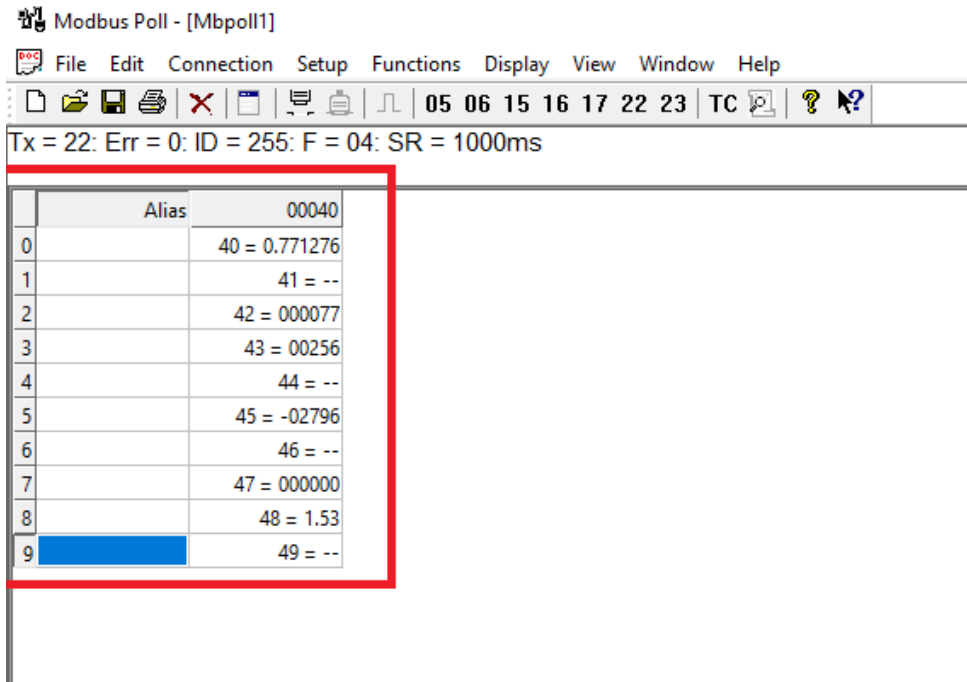 Modbus Poll - [Mbpoll1]
DOC File Edit Connection Setup Functions Display View Window Help
05 06 15 16 17 22 23 TC ? ?
Tx = 22: Err = 0: ID = 255: F = 04: SR = 1000ms
Alias 00040
0 40 = 0.771276
1 41 = --
2 42 = 000077
3 43 = 00256
4 44 = --
5 45 = -02796
6 46 = --
7 47 = 000000
8 48 = 1.53
9 49 = --